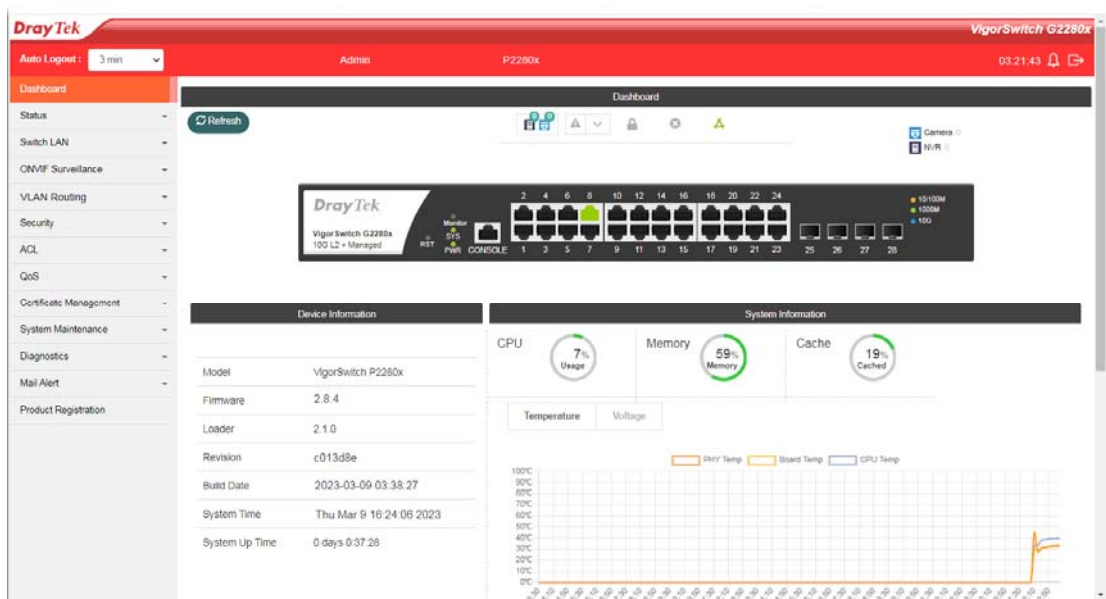 DrayTek
VigorSwitch G2280x
Auto Logout : 3 min Admin P2280x 03:21:43
Dashboard
Status
Switch LAN
ONVIF Surveillance
VLAN Routing
Security
ACL
QoS
Certificate Management
System Maintenance
Diagnostics
Mail Alert
Product Registration
Dashboard
Refresh
0 0
Camera 0
NVR 0
DrayTek
VigorSwitch G2280x
10G L2 + Managed
Monitor
SYS
RST PWR CONSOLE
2 4 6 8 10 12 14 16 18 20 22 24
1 3 5 7 9 11 13 15 17 19 21 23 25 26 27 28
10/100M
1000M
10G
Device Information
Model VigorSwitch P2280x
Firmware 2.8.4
Loader 2.1.0
Revision c013d8e
Build Date 2023-03-09 03:38:27
System Time Thu Mar 9 16:24:06 2023
System Up Time 0 days 0:37:28
System Information
CPU 7% Usage
Memory 59% Memory
Cache 19% Cached
Temperature Voltage
PHY Temp Board Temp CPU Temp
100°C
90°C
80°C
70°C
60°C
50°C
40°C
30°C
20°C
10°C
0°C